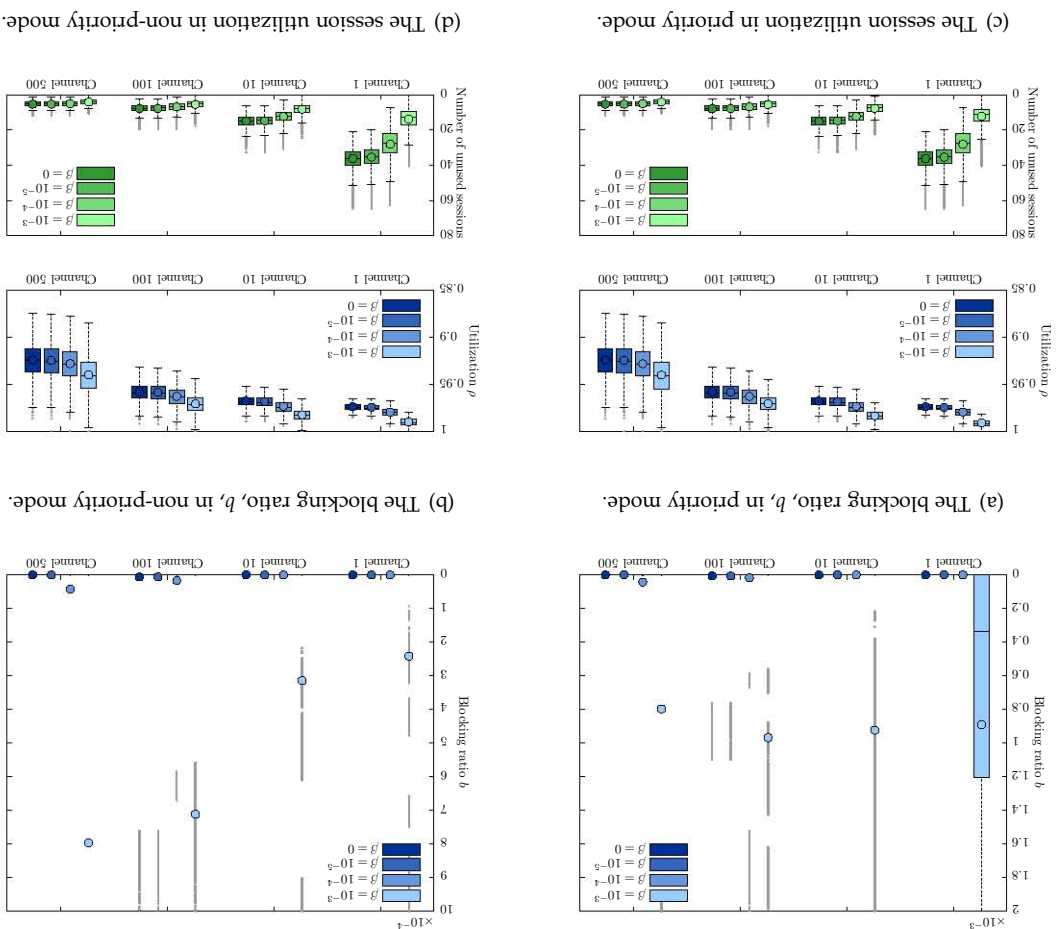 ×10⁻³
2
1.8
1.6
1.4
1.2
1
0.8
0.6
0.4
0.2
0
Blocking ratio b
β = 10⁻³
β = 10⁻⁴
β = 10⁻⁵
β = 0
Channel 1
Channel 10
Channel 100
Channel 500
(a) The blocking ratio, b, in priority mode.
×10⁻⁴
10
9
8
7
6
5
4
3
2
1
0
Blocking ratio b
β = 10⁻³
β = 10⁻⁴
β = 10⁻⁵
β = 0
Channel 1
Channel 10
Channel 100
Channel 500
(b) The blocking ratio, b, in non-priority mode.
1
0.95
0.9
0.85
Utilization ρ
β = 10⁻³
β = 10⁻⁴
β = 10⁻⁵
β = 0
Channel 1
Channel 10
Channel 100
Channel 500
80
60
40
20
0
Number of unused sessions
β = 10⁻³
β = 10⁻⁴
β = 10⁻⁵
β = 0
Channel 1
Channel 10
Channel 100
Channel 500
(c) The session utilization in priority mode.
1
0.95
0.9
0.85
Utilization ρ
β = 10⁻³
β = 10⁻⁴
β = 10⁻⁵
β = 0
Channel 1
Channel 10
Channel 100
Channel 500
80
60
40
20
0
Number of unused sessions
β = 10⁻³
β = 10⁻⁴
β = 10⁻⁵
β = 0
Channel 1
Channel 10
Channel 100
Channel 500
(d) The session utilization in non-priority mode.